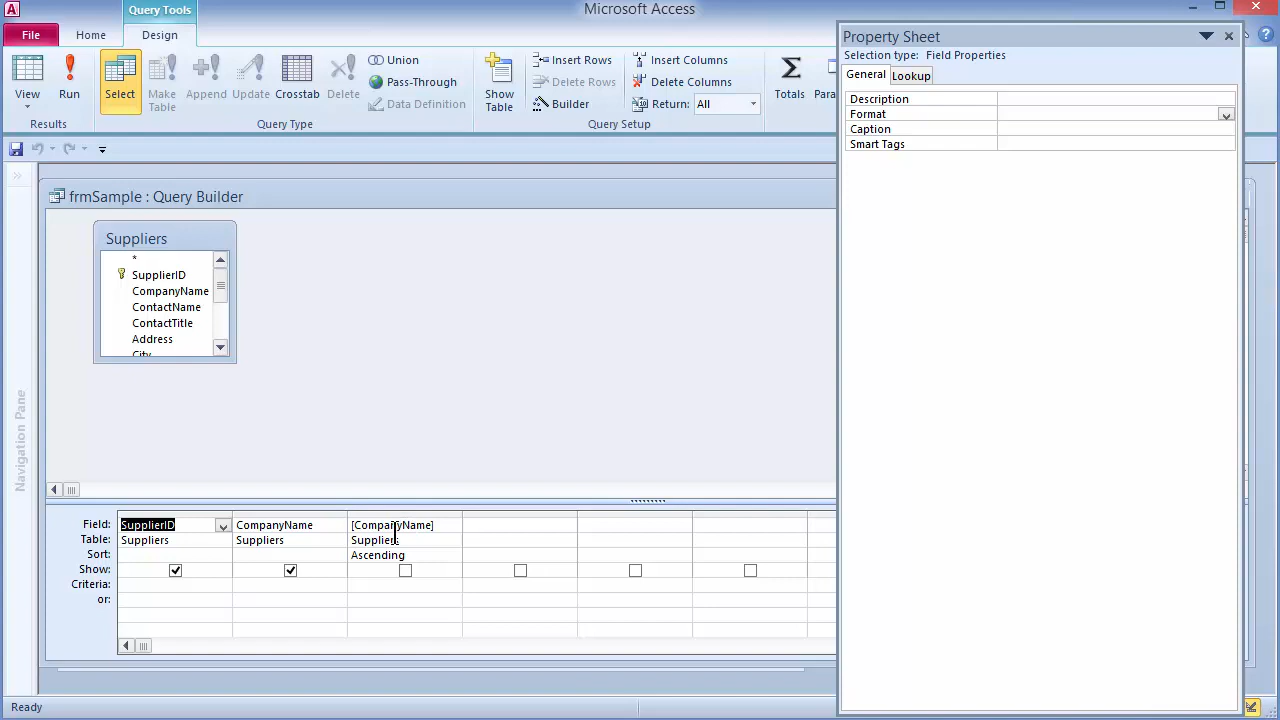 Query Tools
Microsoft Access
File Home Design
View
Run
Select
Make Table
Append
Update
Crosstab
Delete
Union
Pass-Through
Data Definition
Show Table
Insert Rows
Delete Rows
Builder
Insert Columns
Delete Columns
Return: All
Totals
Para
Results
Query Type
Query Setup
Property Sheet
Selection type: Field Properties
General Lookup
Description
Format
Caption
Smart Tags
Navigation Pane
frmSample : Query Builder
Suppliers
*
SupplierID
CompanyName
ContactName
ContactTitle
Address
City
Field: SupplierID CompanyName [CompanyName]
Table: Suppliers Suppliers Suppliers
Sort: Ascending
Show:
Criteria:
or:
Ready